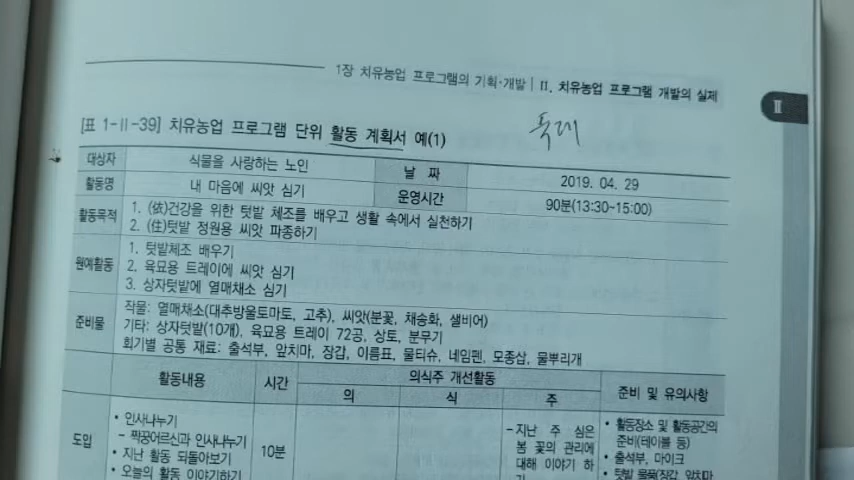 1장 치유농업 프로그램의 기획·개발 | II. 치유농업 프로그램 개발의 실제
II
[표 1-II-39] 치유농업 프로그램 단위 활동 계획서 예(1)
대상자 식물을 사랑하는 노인 날 짜 2019. 04. 29
활동명 내 마음에 씨앗 심기 운영시간 90분(13:30~15:00)
활동목적 1. (依)건강을 위한 텃밭 체조를 배우고 생활 속에서 실천하기
2. (住)텃밭 정원용 씨앗 파종하기
원예활동 1. 텃밭체조 배우기
2. 육묘용 트레이에 씨앗 심기
3. 상자텃밭에 열매채소 심기
준비물 작물: 열매채소(대추방울토마토, 고추), 씨앗(분꽃, 채송화, 샐비어)
기타: 상자텃밭(10개), 육묘용 트레이 72공, 상토, 분무기
회기별 공통 재료: 출석부, 앞치마, 장갑, 이름표, 물티슈, 네임펜, 모종삽, 물뿌리개
활동내용 시간 의식주 개선활동 준비 및 유의사항
의 식 주
도입 • 인사나누기
- 짝꿍어르신과 인사나누기
• 지난 활동 되돌아보기
• 오늘의 활동 이야기하기
10분
- 지난 주 심은
봄 꽃의 관리에
대해 이야기 하
• 활동장소 및 활동공간의
준비(테이블 등)
• 출석부, 마이크
• 텃밭 물품(장갑, 앞치마